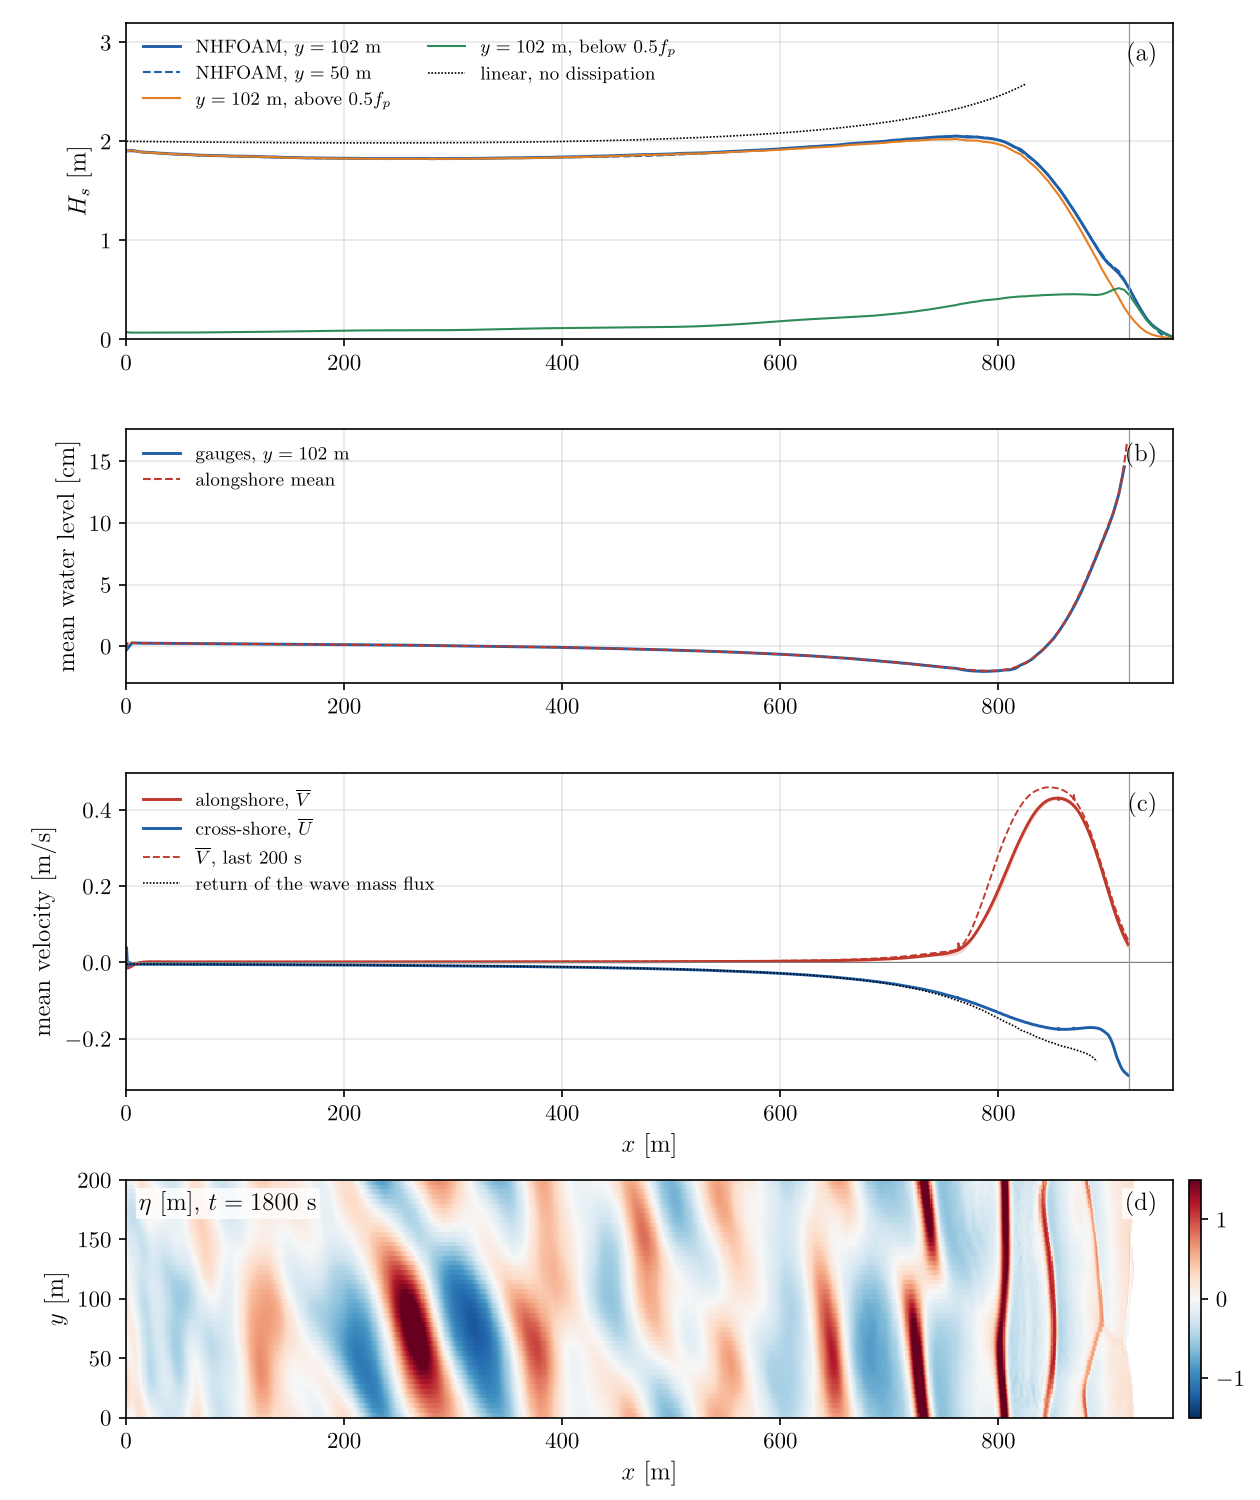 (a)
NHFOAM, y = 102 m
NHFOAM, y = 50 m
y = 102 m, above 0.5f_p
y = 102 m, below 0.5f_p
linear, no dissipation
H_s [m]
3
2
1
0
0 200 400 600 800
(b)
gauges, y = 102 m
alongshore mean
mean water level [cm]
15
10
5
0
0 200 400 600 800
(c)
alongshore, V̅
cross-shore, U̅
V̅, last 200 s
return of the wave mass flux
mean velocity [m/s]
0.4
0.2
0.0
−0.2
0 200 400 600 800
x [m]
η [m], t = 1800 s
(d)
y [m]
200
150
100
50
0
0 200 400 600 800
x [m]
1
0
−1